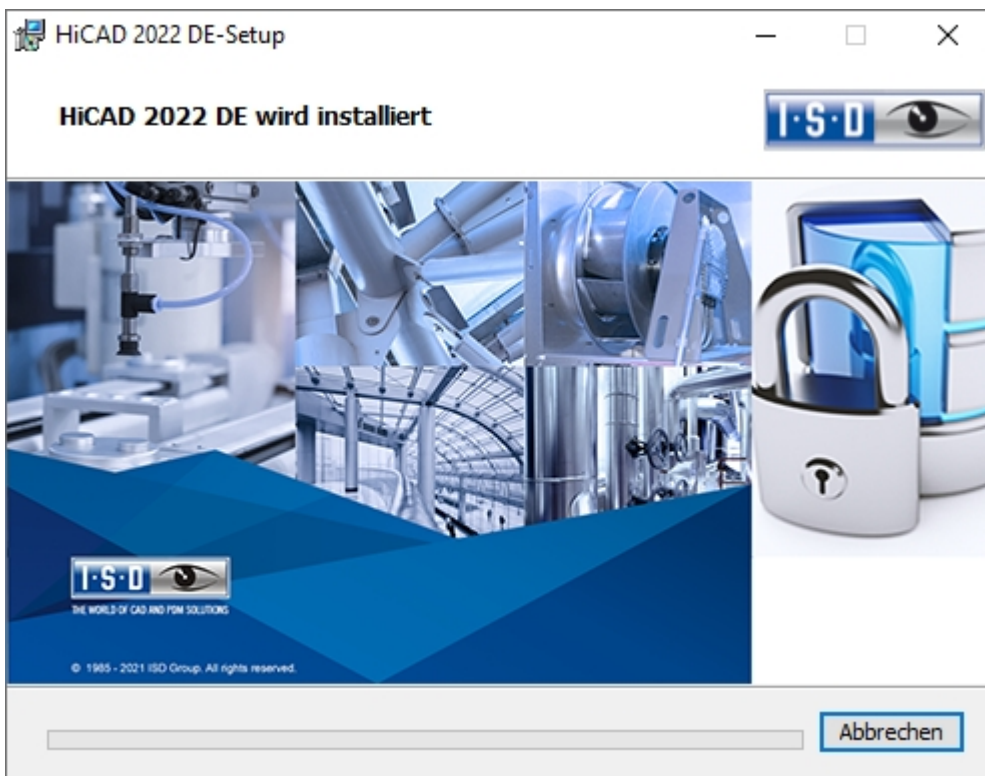 HiCAD 2022 DE-Setup
HiCAD 2022 DE wird installiert
I·S·D
I·S·D
THE WORLD OF CAD AND PDM SOLUTIONS
© 1985 - 2021 ISD Group. All rights reserved.
Abbrechen